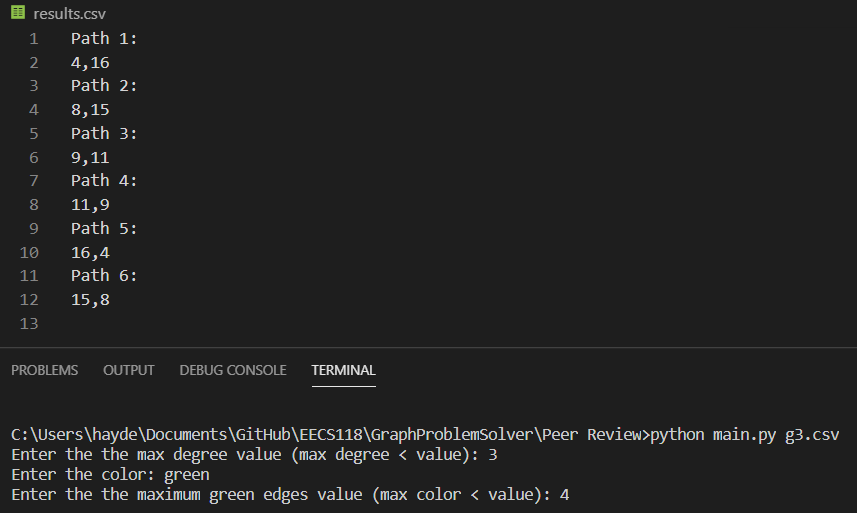 results.csv
1 Path 1:
2 4,16
3 Path 2:
4 8,15
5 Path 3:
6 9,11
7 Path 4:
8 11,9
9 Path 5:
10 16,4
11 Path 6:
12 15,8
13
PROBLEMS OUTPUT DEBUG CONSOLE TERMINAL
C:\Users\hayde\Documents\GitHub\EECS118\GraphProblemSolver\Peer Review>python main.py g3.csv
Enter the the max degree value (max degree < value): 3
Enter the color: green
Enter the the maximum green edges value (max color < value): 4